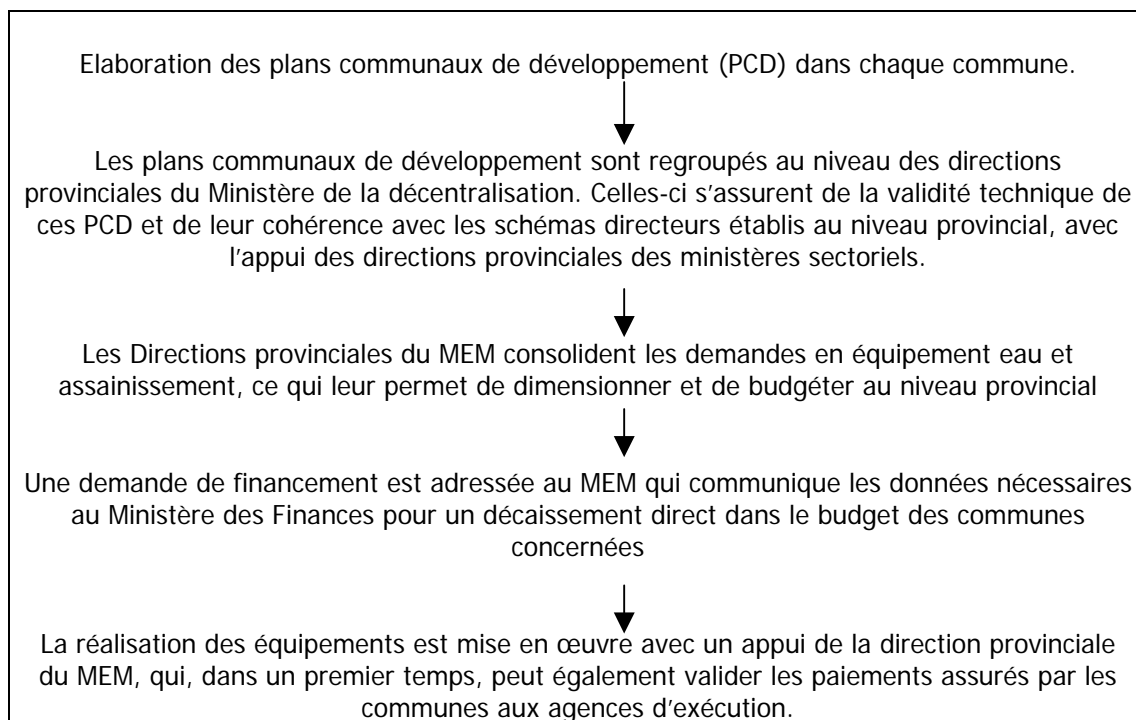 Elaboration des plans communaux de développement (PCD) dans chaque commune.
Les plans communaux de développement sont regroupés au niveau des directions
provinciales du Ministère de la décentralisation. Celles-ci s’assurent de la validité technique de
ces PCD et de leur cohérence avec les schémas directeurs établis au niveau provincial, avec
l’appui des directions provinciales des ministères sectoriels.
Les Directions provinciales du MEM consolident les demandes en équipement eau et
assainissement, ce qui leur permet de dimensionner et de budgéter au niveau provincial
Une demande de financement est adressée au MEM qui communique les données nécessaires
au Ministère des Finances pour un décaissement direct dans le budget des communes
concernées
La réalisation des équipements est mise en œuvre avec un appui de la direction provinciale
du MEM, qui, dans un premier temps, peut également valider les paiements assurés par les
communes aux agences d’exécution.